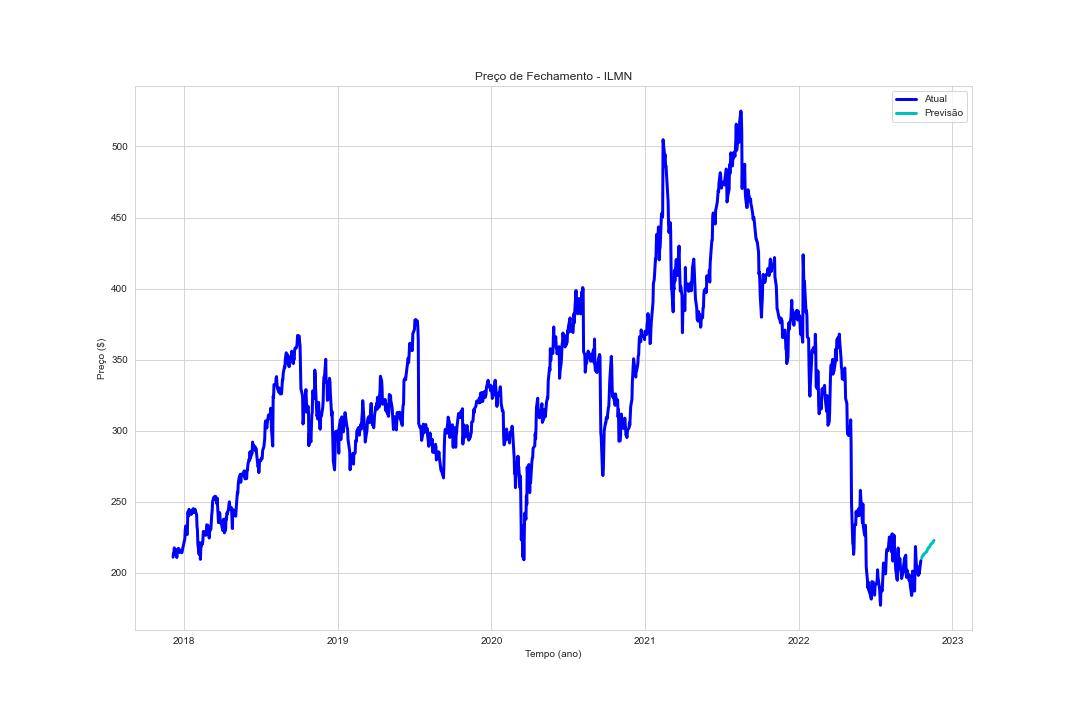 Preço de Fechamento - ILMN
Atual
Previsão
500
450
400
350
300
250
200
Preço ($)
2018
2019
2020
2021
2022
2023
Tempo (ano)